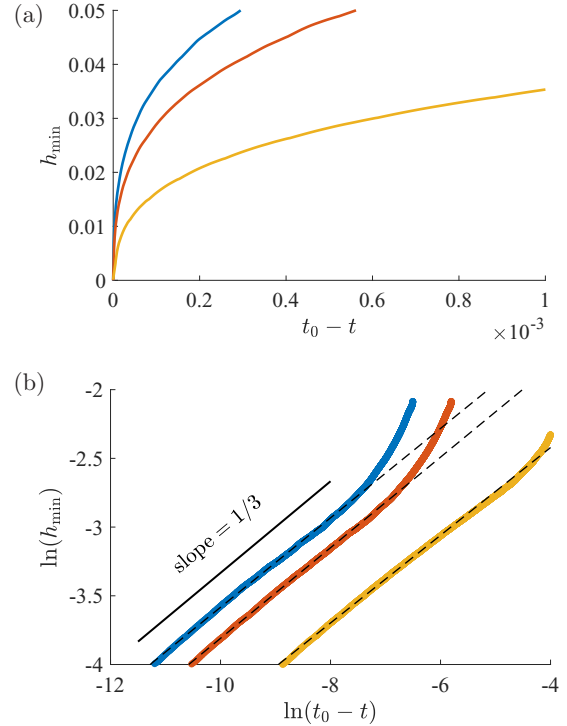 (a)
0.05
0.04
0.03
0.02
0.01
0
h_min
0 0.2 0.4 0.6 0.8 1
t₀ − t
×10⁻³
(b)
-2
-2.5
-3
-3.5
-4
ln(h_min)
slope = 1/3
-12 -10 -8 -6 -4
ln(t₀ − t)